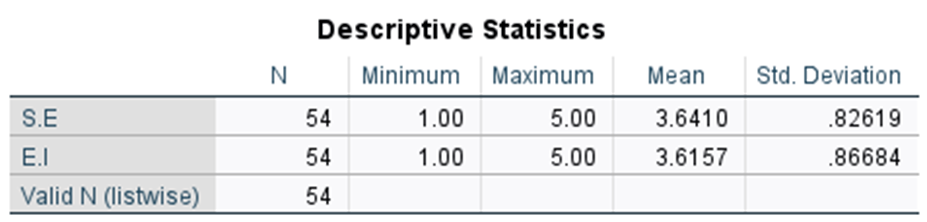 Descriptive Statistics
N Minimum Maximum Mean Std. Deviation
S.E 54 1.00 5.00 3.6410 .82619
E.I 54 1.00 5.00 3.6157 .86684
Valid N (listwise) 54